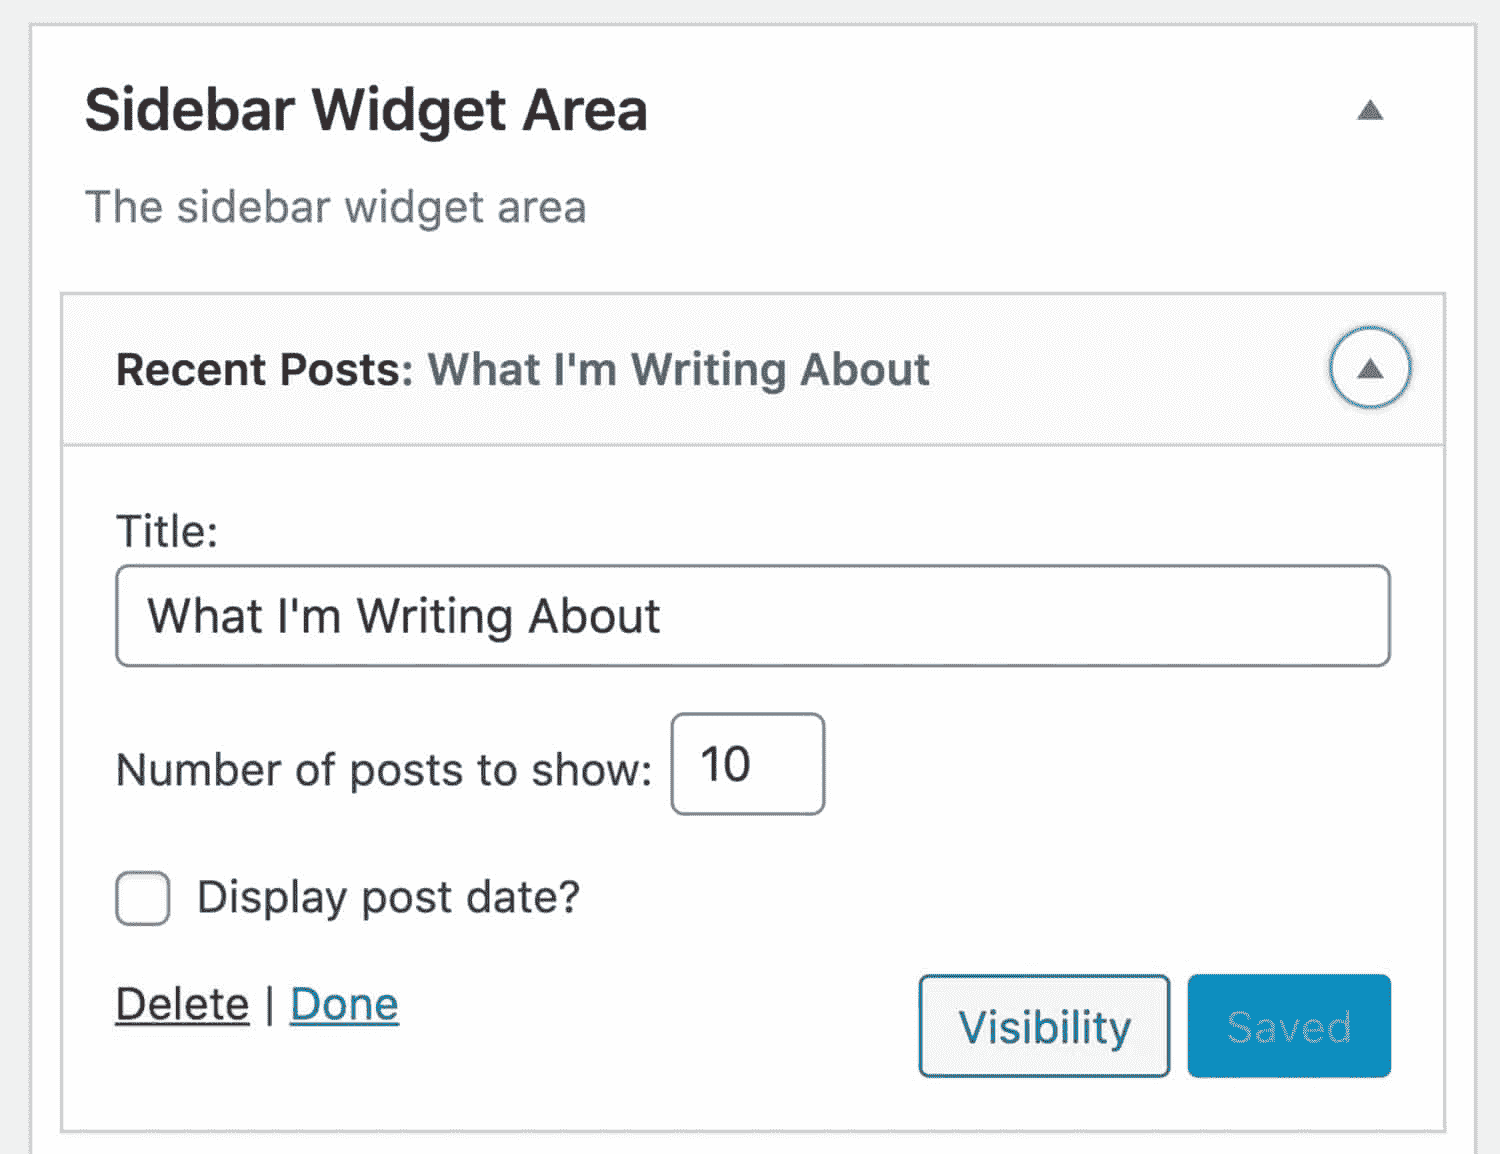 Sidebar Widget Area
The sidebar widget area
Recent Posts: What I'm Writing About
Title:
What I'm Writing About
Number of posts to show: 10
Display post date?
Delete | Done
Visibility
Saved